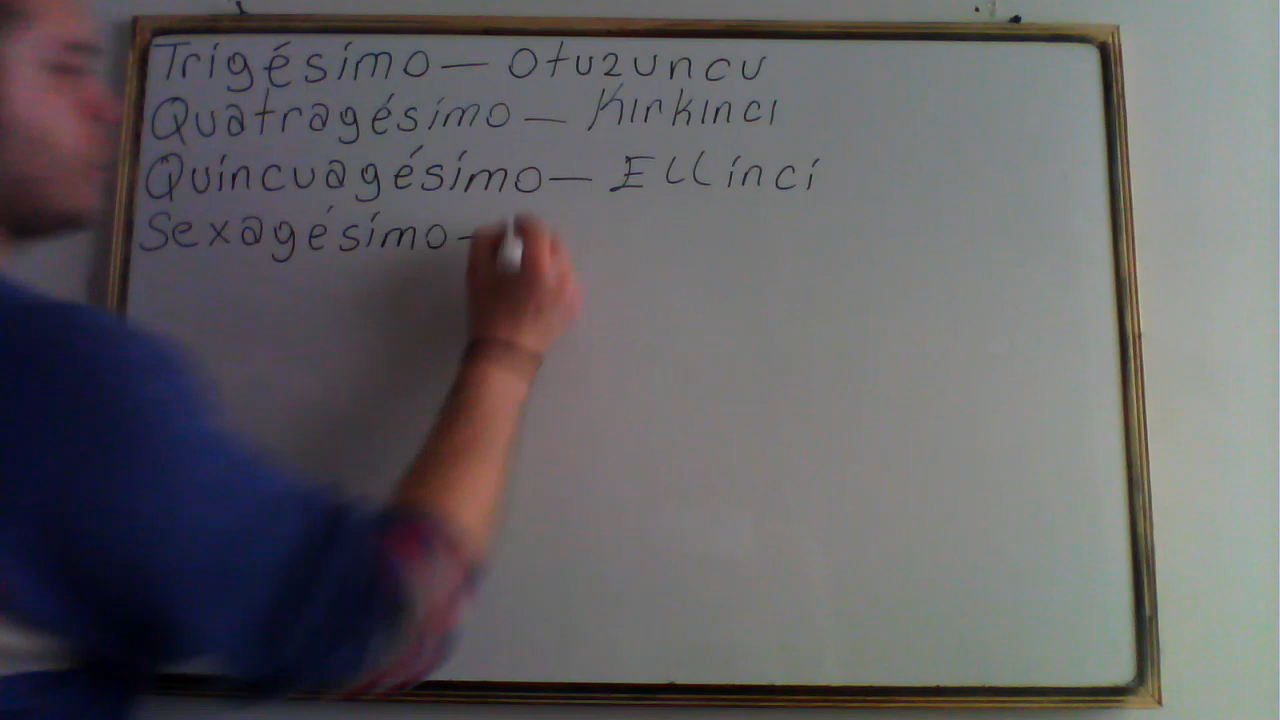 Trigésimo — Otuzuncu
Quatragésimo — Kırkıncı
Quincuagésimo — Ellinci
Sexagésimo -